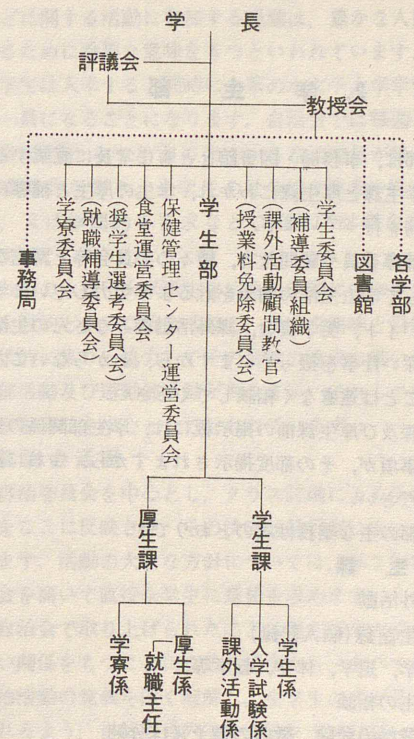 学長
評議会
教授会
各学部
図書館
学生委員会
（補導委員組織）
（課外活動顧問教官）
（授業料免除委員会）
学生部
保健管理センター運営委員会
食堂運営委員会
（奨学生選考委員会）
（就職補導委員会）
学寮委員会
事務局
学生課
厚生課
学生係
入学試験係
課外活動係
厚生係
「就職主任
学寮係